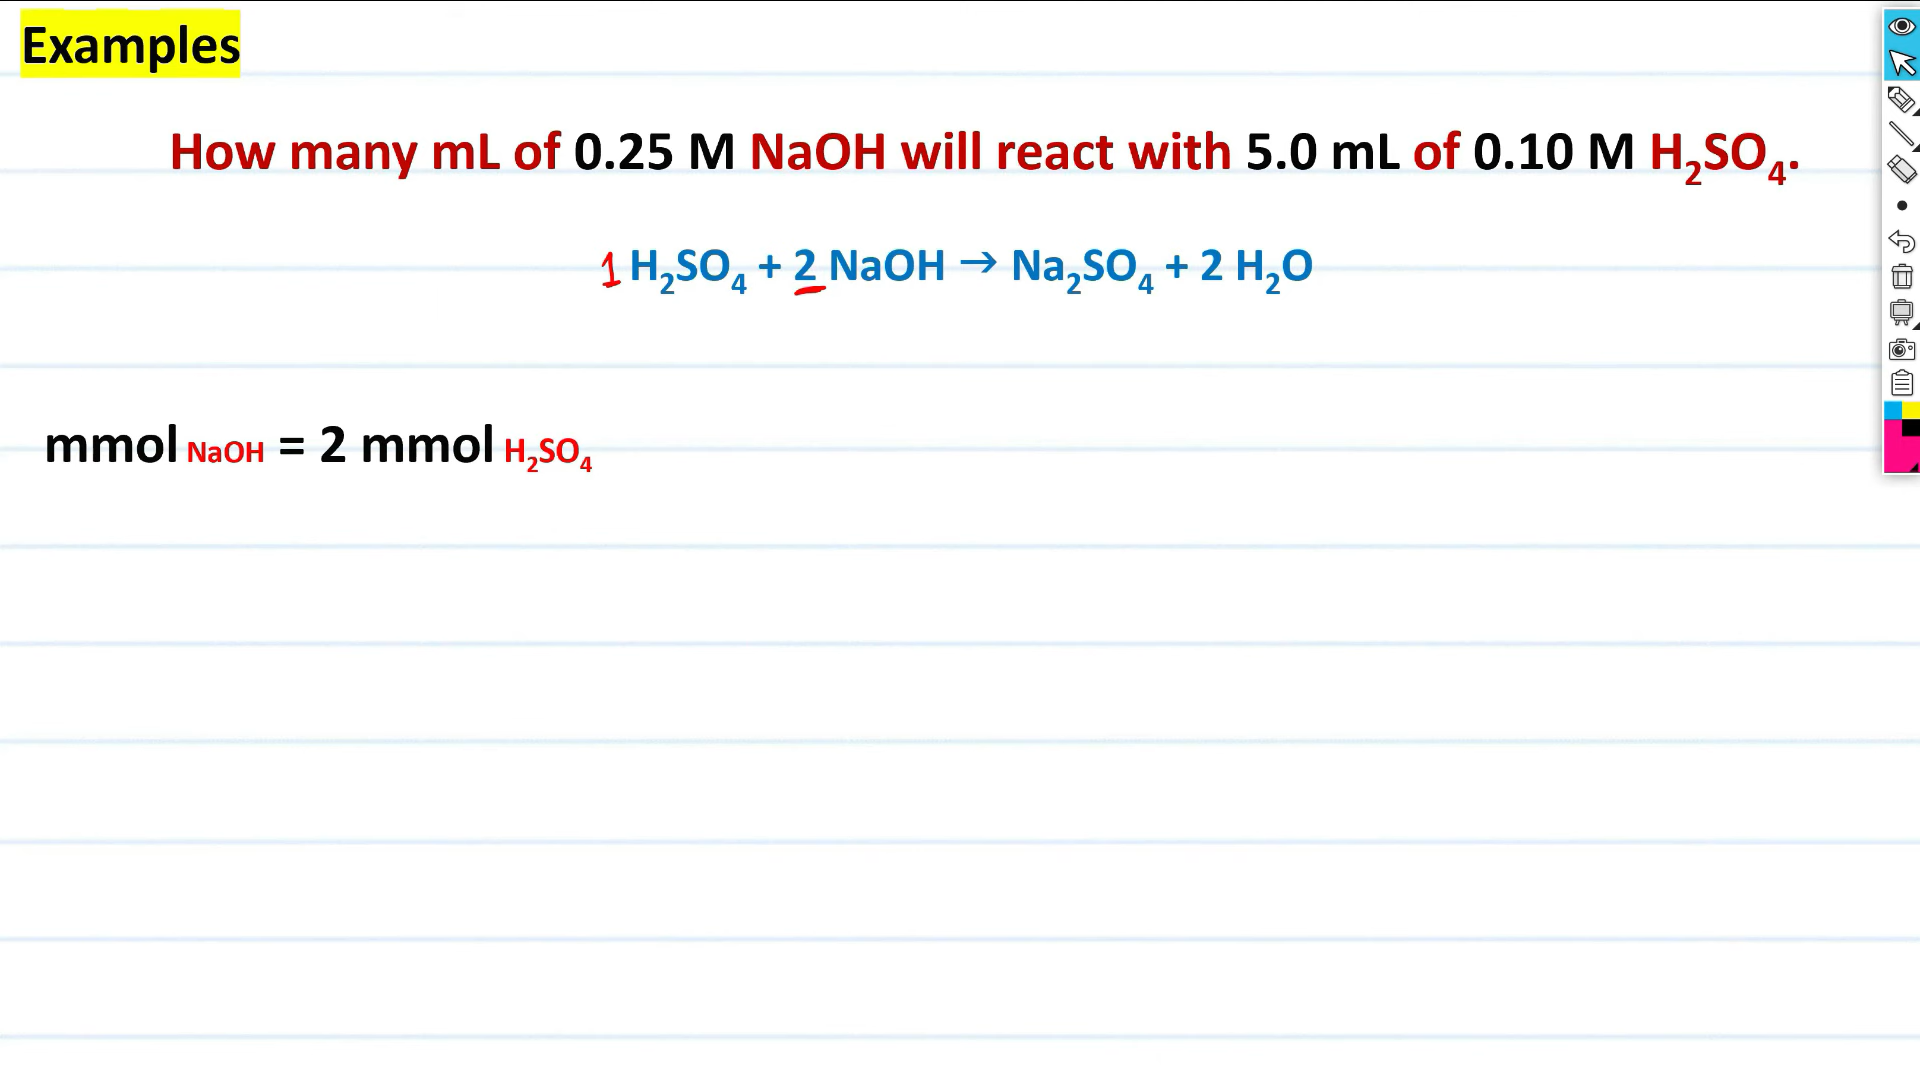 Examples
How many mL of 0.25 M NaOH will react with 5.0 mL of 0.10 M H₂SO₄.
1 H₂SO₄ + 2 NaOH → Na₂SO₄ + 2 H₂O
mmol NaOH = 2 mmol H₂SO₄